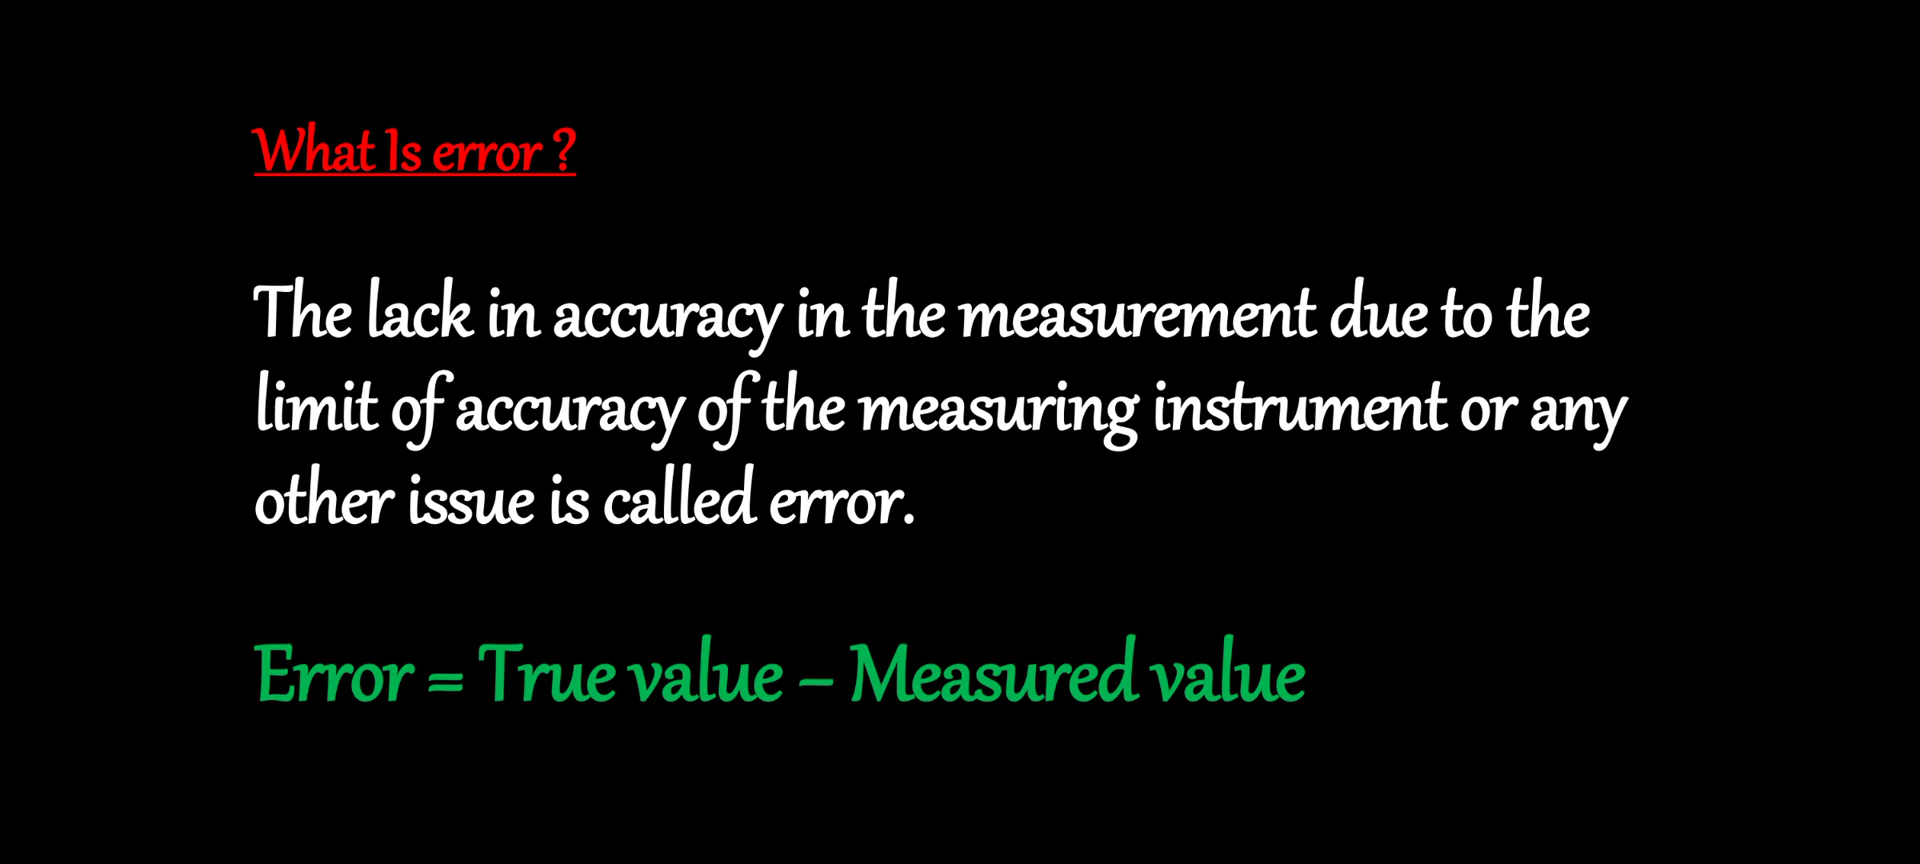 What Is error ?
The lack in accuracy in the measurement due to the
limit of accuracy of the measuring instrument or any
other issue is called error.
Error = True value – Measured value